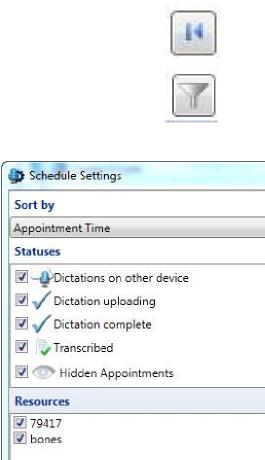 Schedule Settings
Sort by
Appointment Time
Statuses
Dictations on other device
Dictation uploading
Dictation complete
Transcribed
Hidden Appointments
Resources
79417
bones